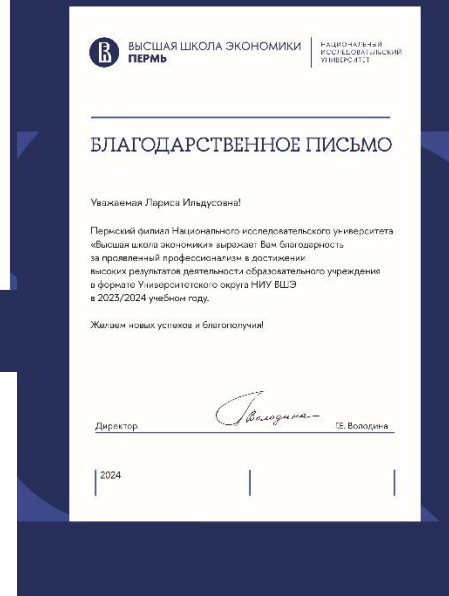 ВЫСШАЯ ШКОЛА ЭКОНОМИКИ
ПЕРМЬ
НАЦИОНАЛЬНЫЙ
ИССЛЕДОВАТЕЛЬСКИЙ
УНИВЕРСИТЕТ
БЛАГОДАРСТВЕННОЕ ПИСЬМО
Уважаемая Лариса Ильдусовна!
Пермский филиал Национального исследовательского университета
«Высшая школа экономики» выражает Вам благодарность
за проявленный профессионализм в достижении
высоких результатов деятельности образовательного учреждения
в формате Университетского округа НИУ ВШЭ
в 2023/2024 учебном году.
Желаем новых успехов и благополучия!
Володина
Директор Г.Е. Володина
2024